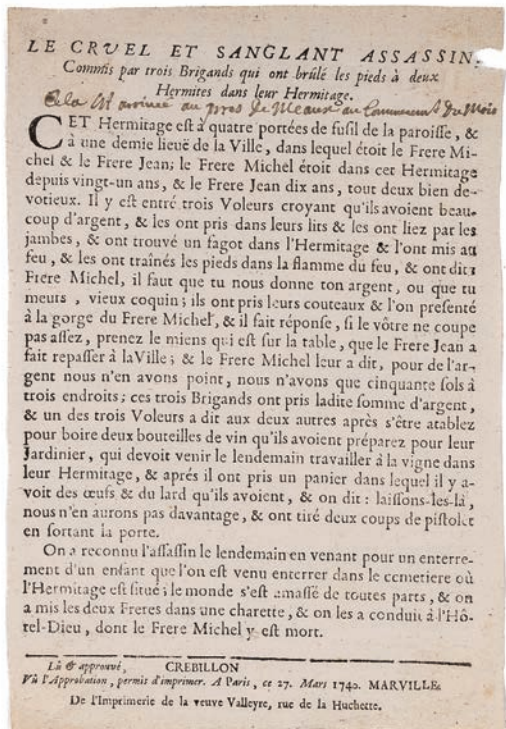 LE CRUEL ET SANGLANT ASSASSIN.
Commis par trois Brigands qui ont brûlé les pieds à deux
Hermites dans leur Hermitage.
Cela est arrivée au pres de Meaux au Commencement du Mois
CET Hermitage est à quatre portées de fusil de la paroisse, &
à une demie lieuë de la Ville, dans lequel étoit le Frere Mi-
chel & le Frere Jean; le Frere Michel étoit dans cet Hermitage
depuis vingt-un ans, & le Frere Jean dix ans, tout deux bien de-
votieux. Il y est entré trois Voleurs croyant qu'ils avoient beau-
coup d'argent, & les ont pris dans leurs lits & les ont liez par les
jambes, & ont trouvé un fagot dans l'Hermitage & l'ont mis au
feu, & les ont traînés les pieds dans la flamme du feu, & ont dit:
Frere Michel, il faut que tu nous donne ton argent, ou que tu
meurs, vieux coquin; ils ont pris leurs couteaux & l'on presenté
à la gorge du Frere Michel, & il fait réponse, si le vôtre ne coupe
pas assez, prenez le miens qui est sur la table, que le Frere Jean a
fait repasser à la Ville; & le Frere Michel leur a dit, pour de l'ar-
gent nous n'en avons point, nous n'avons que cinquante sols à
trois endroits; ces trois Brigands ont pris ladite somme d'argent,
& un des trois Voleurs a dit aux deux autres après s'être atablez
pour boire deux bouteilles de vin qu'ils avoient préparez pour leur
Jardinier, qui devoit venir le lendemain travailler à la vigne dans
leur Hermitage, & aprés il ont pris un panier dans lequel il y a-
voit des œufs & du lard qu'ils avoient, & on dit : laissons-les-là,
nous n'en aurons pas davantage, & ont tiré deux coups de pistolet
en sortant la porte.
On a reconnu l'assassin le lendemain en venant pour un enterre-
ment d'un enfant que l'on est venu enterrer dans le cemetiere où
l'Hermitage est situé; le monde s'est amassé de toutes parts, & on
a mis les deux Freres dans une charette, & on les a conduit à l'Hô-
tel-Dieu, dont le Frere Michel y est mort.
Lû & approuvé, CREBILLON
Vû l'Approbation, permis d'imprimer. A Paris, ce 27. Mars 1740. MARVILLE.
De l'Imprimerie de la veuve Valleyre, rue de la Huchette.